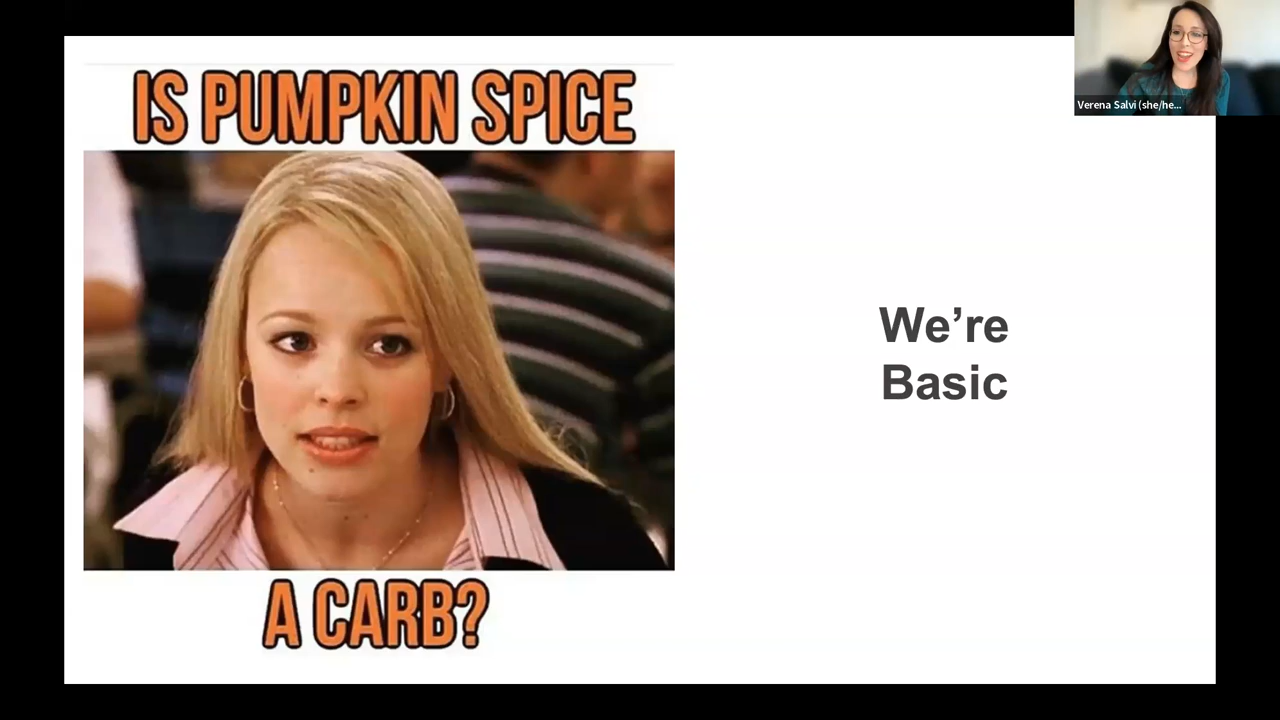 IS PUMPKIN SPICE
A CARB?
We’re
Basic
Verena Salvi (she/he...